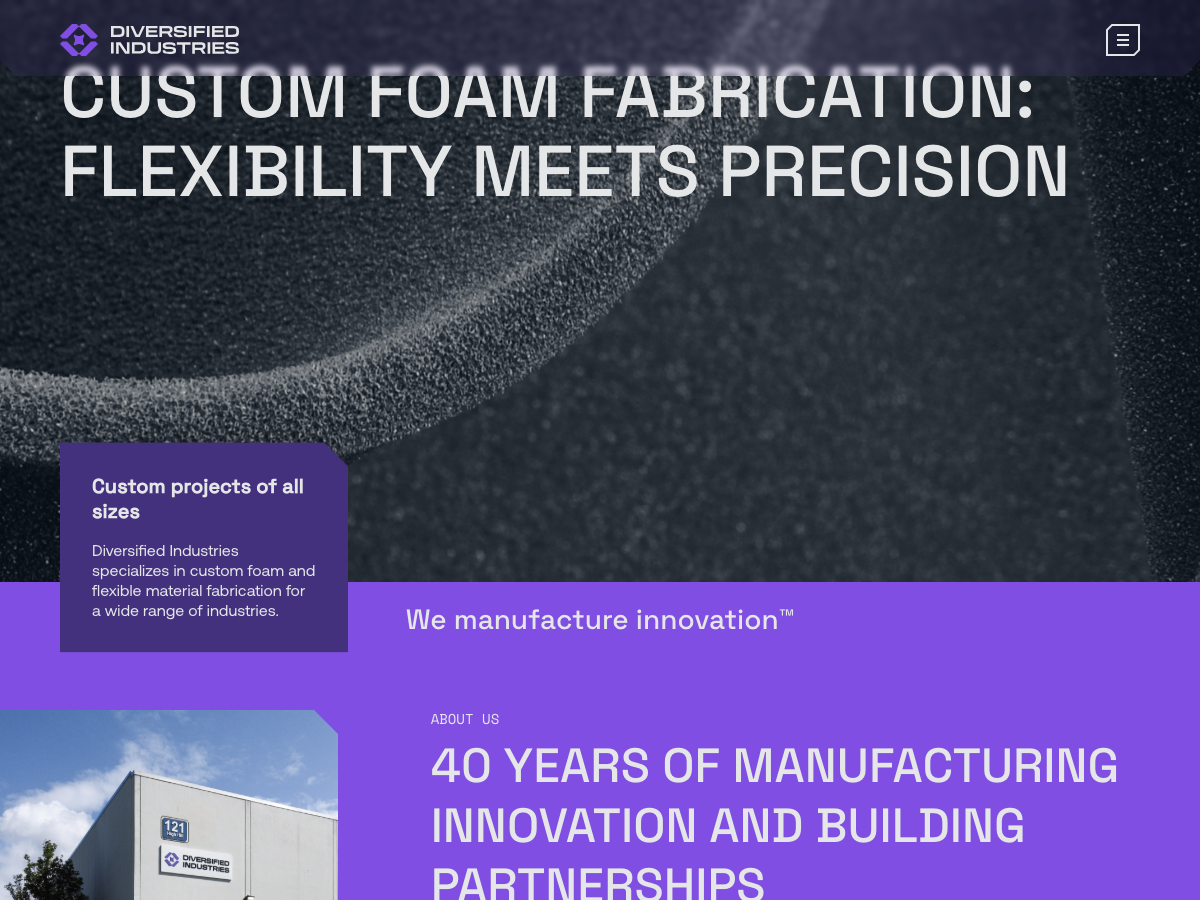 DIVERSIFIED
INDUSTRIES
CUSTOM FOAM FABRICATION:
FLEXIBILITY MEETS PRECISION
Custom projects of all
sizes
Diversified Industries
specializes in custom foam and
flexible material fabrication for
a wide range of industries.
We manufacture innovation™
ABOUT US
40 YEARS OF MANUFACTURING
INNOVATION AND BUILDING
PARTNERSHIPS
121
DIVERSIFIED
INDUSTRIES